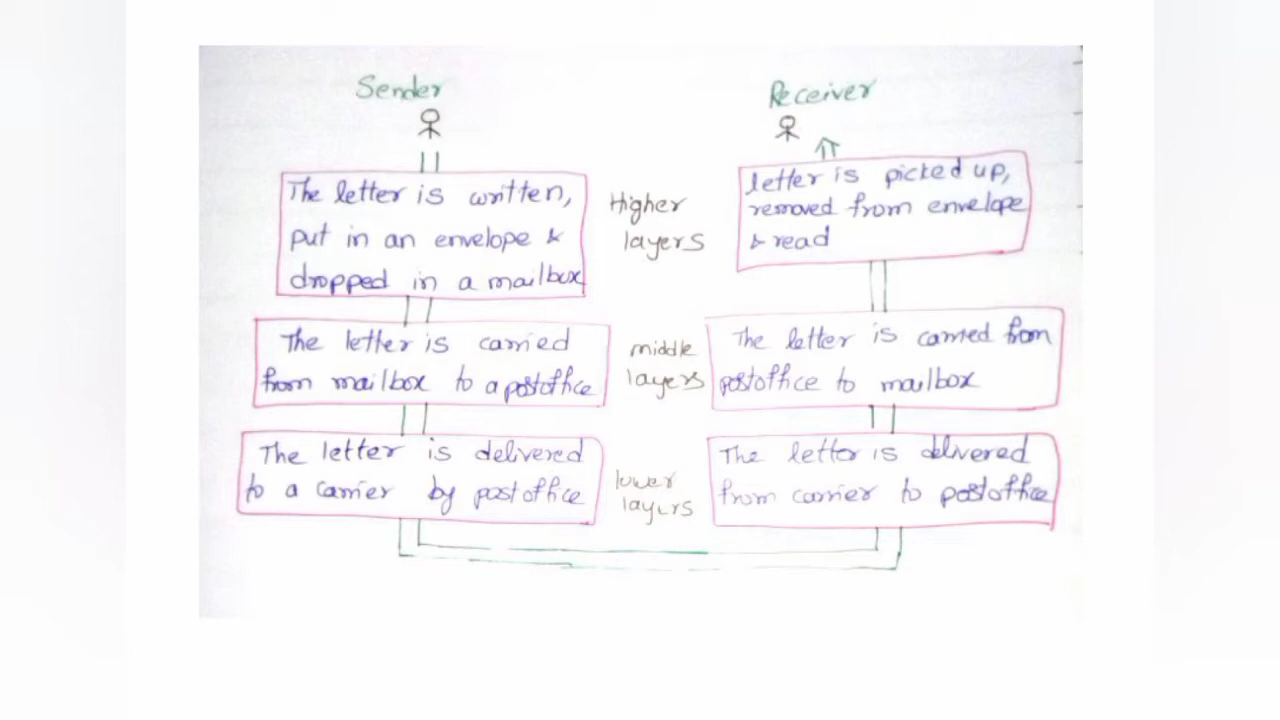 Sender
The letter is written,
put in an envelope &
dropped in a mailbox
The letter is carried
from mailbox to a postoffice
The letter is delivered
to a carrier by postoffice
Higher
layers
middle
layers
lower
layers
Receiver
letter is picked up,
removed from envelope
& read
The letter is carried from
postoffice to mailbox
The letter is delivered
from carrier to postoffice